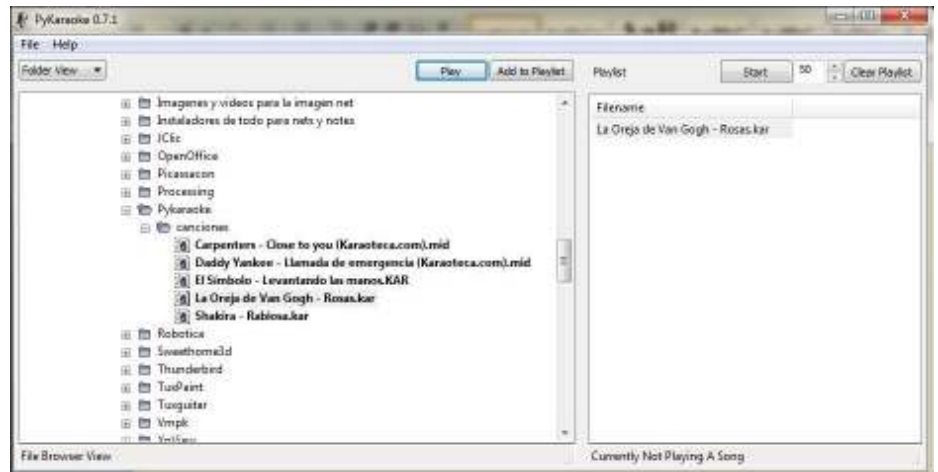 PyKaraoke 0.7.1
File Help
Folder View Play Add to Playlist Playlist Start 50 Clear Playlist
Imagenes y videos para la imagen net
Instaladores de todo para nets y notes
JClic
OpenOffice
Picassacon
Processing
Pykaraoke
canciones
Carpenters - Close to you (Karaoteca.com).mid
Daddy Yankee - Llamada de emergencia (Karaoteca.com).mid
El Simbolo - Levantando las manos.KAR
La Oreja de Van Gogh - Rosas.kar
Shakira - Rabiosa.kar
Robotica
Sweethome3d
Thunderbird
TuxPaint
Tuxguitar
Vmpk
Filename
La Oreja de Van Gogh - Rosas.kar
File Browser View
Currently Not Playing A Song